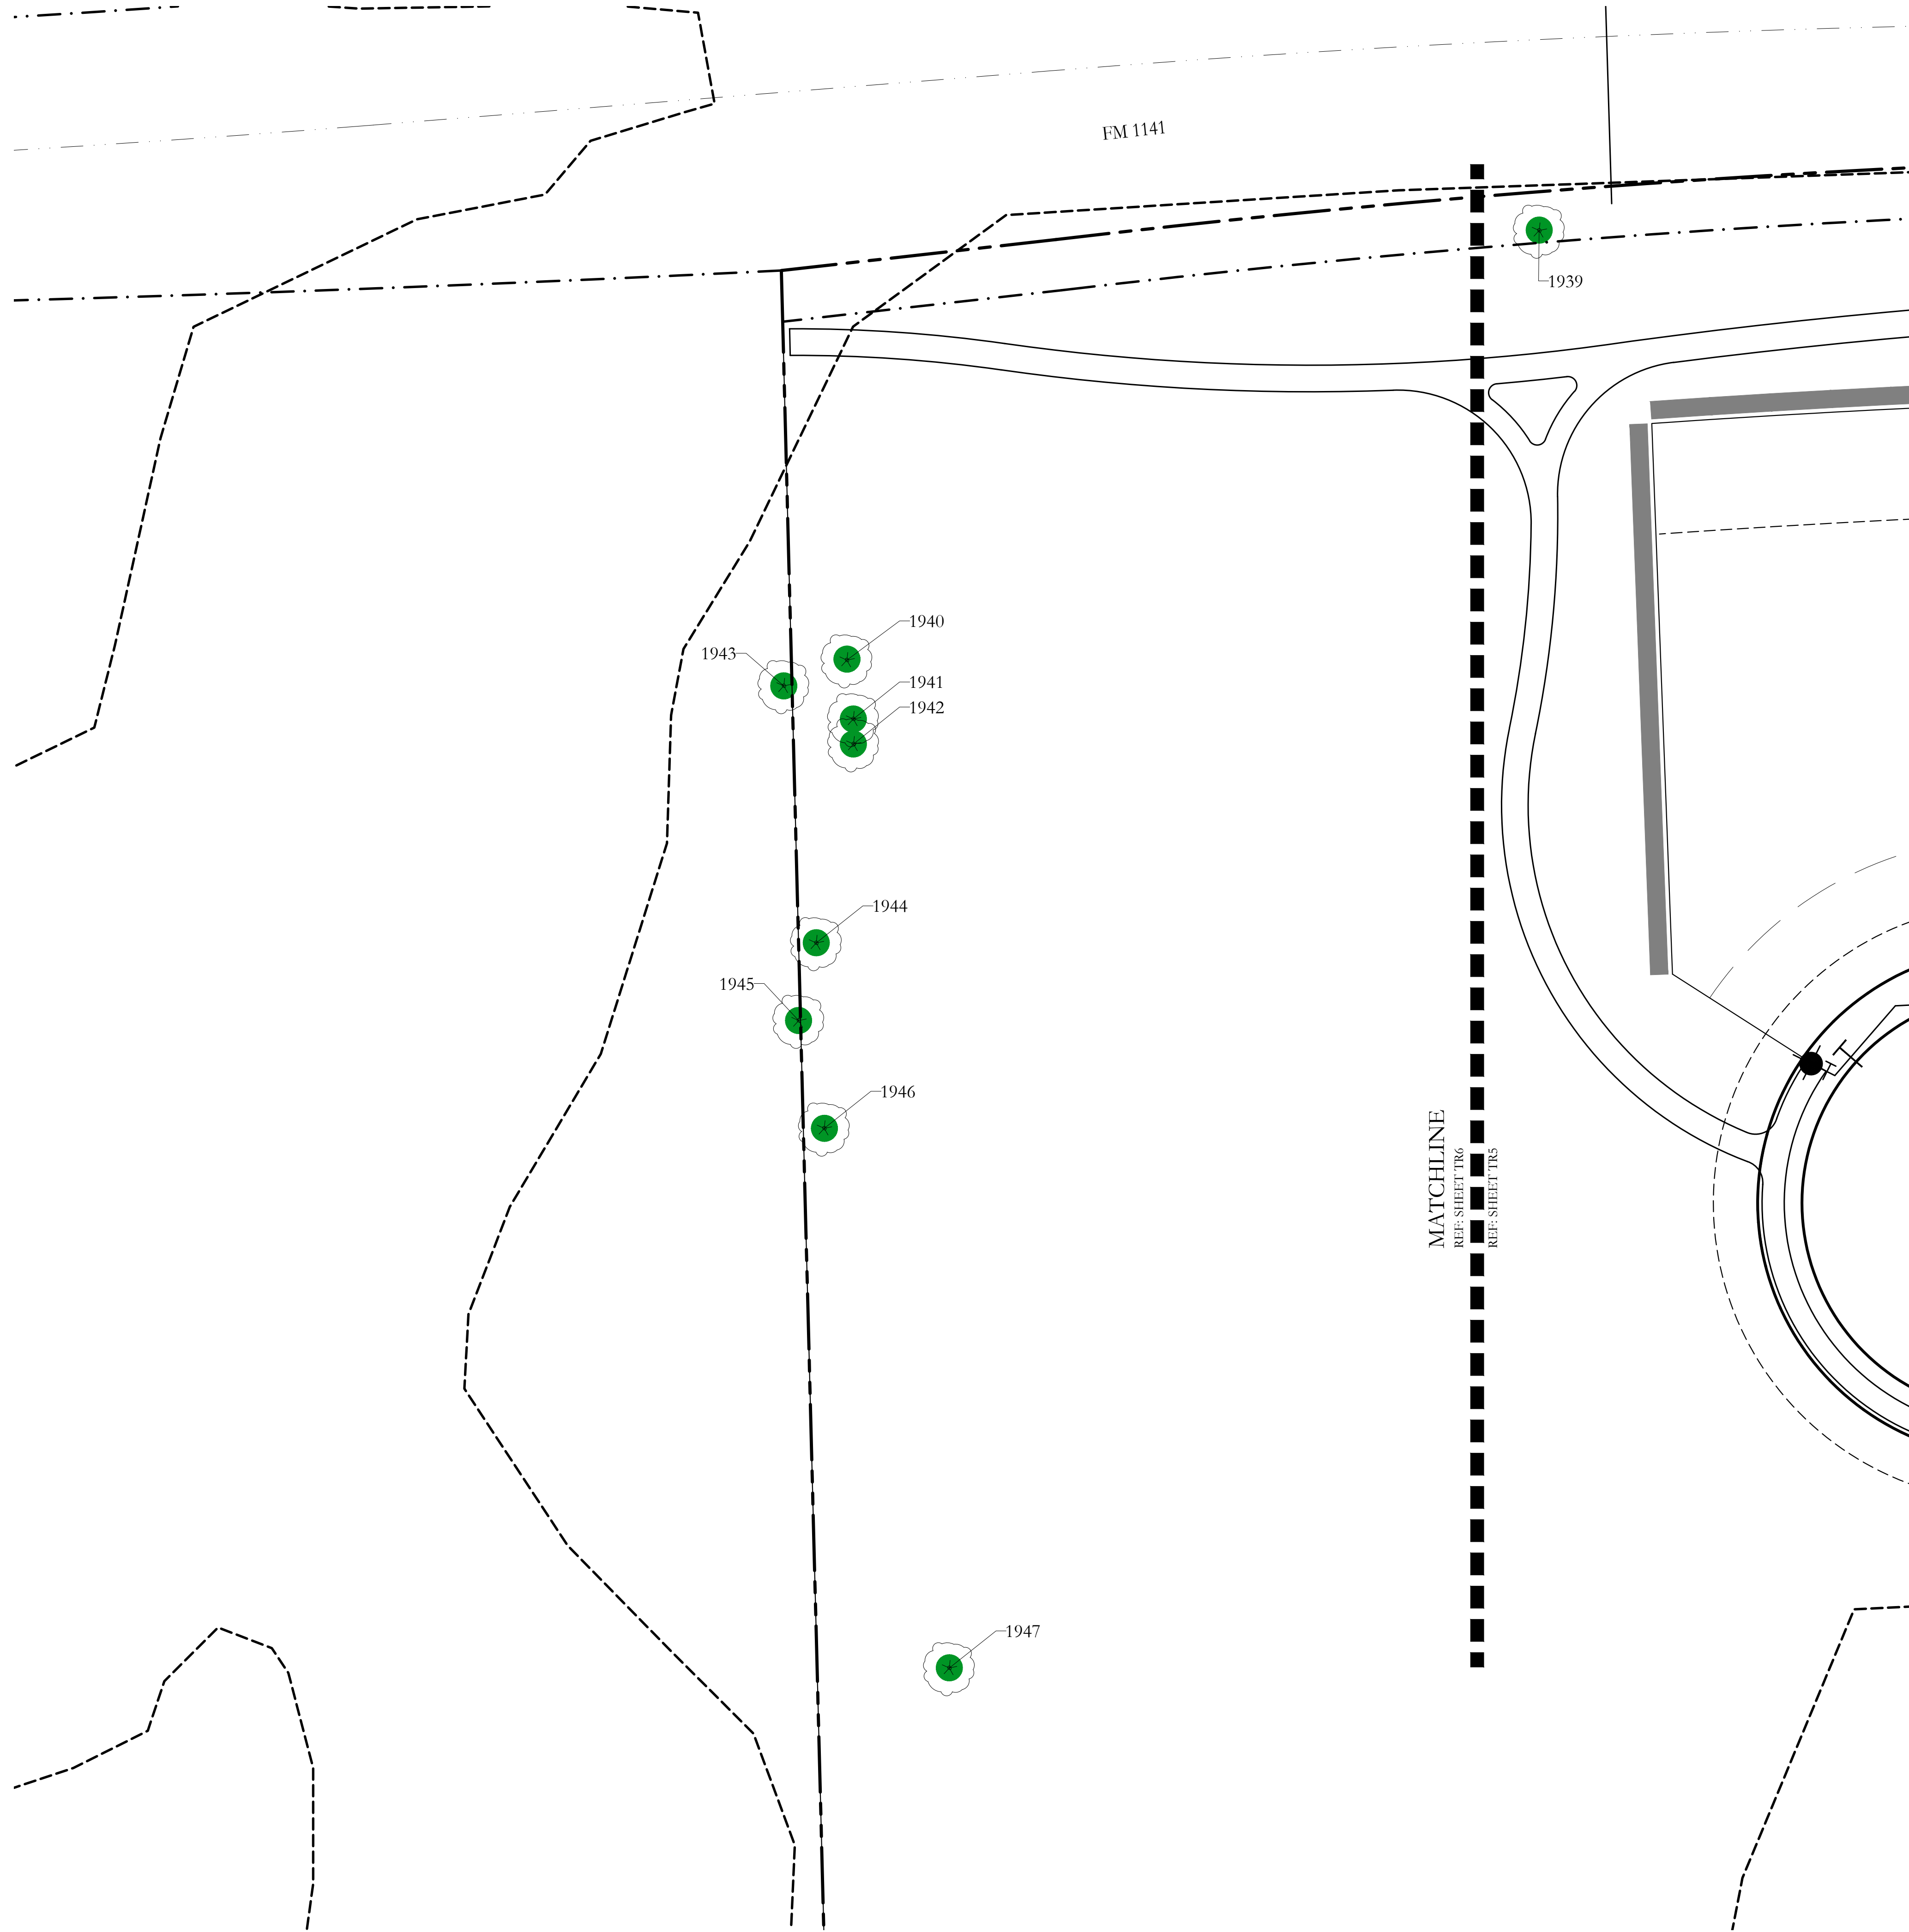 FM 1141
1939
1940
1943
1941
1942
1944
1945
1946
MATCHLINE
REF: SHEET TR6
REF: SHEET TR5
1947